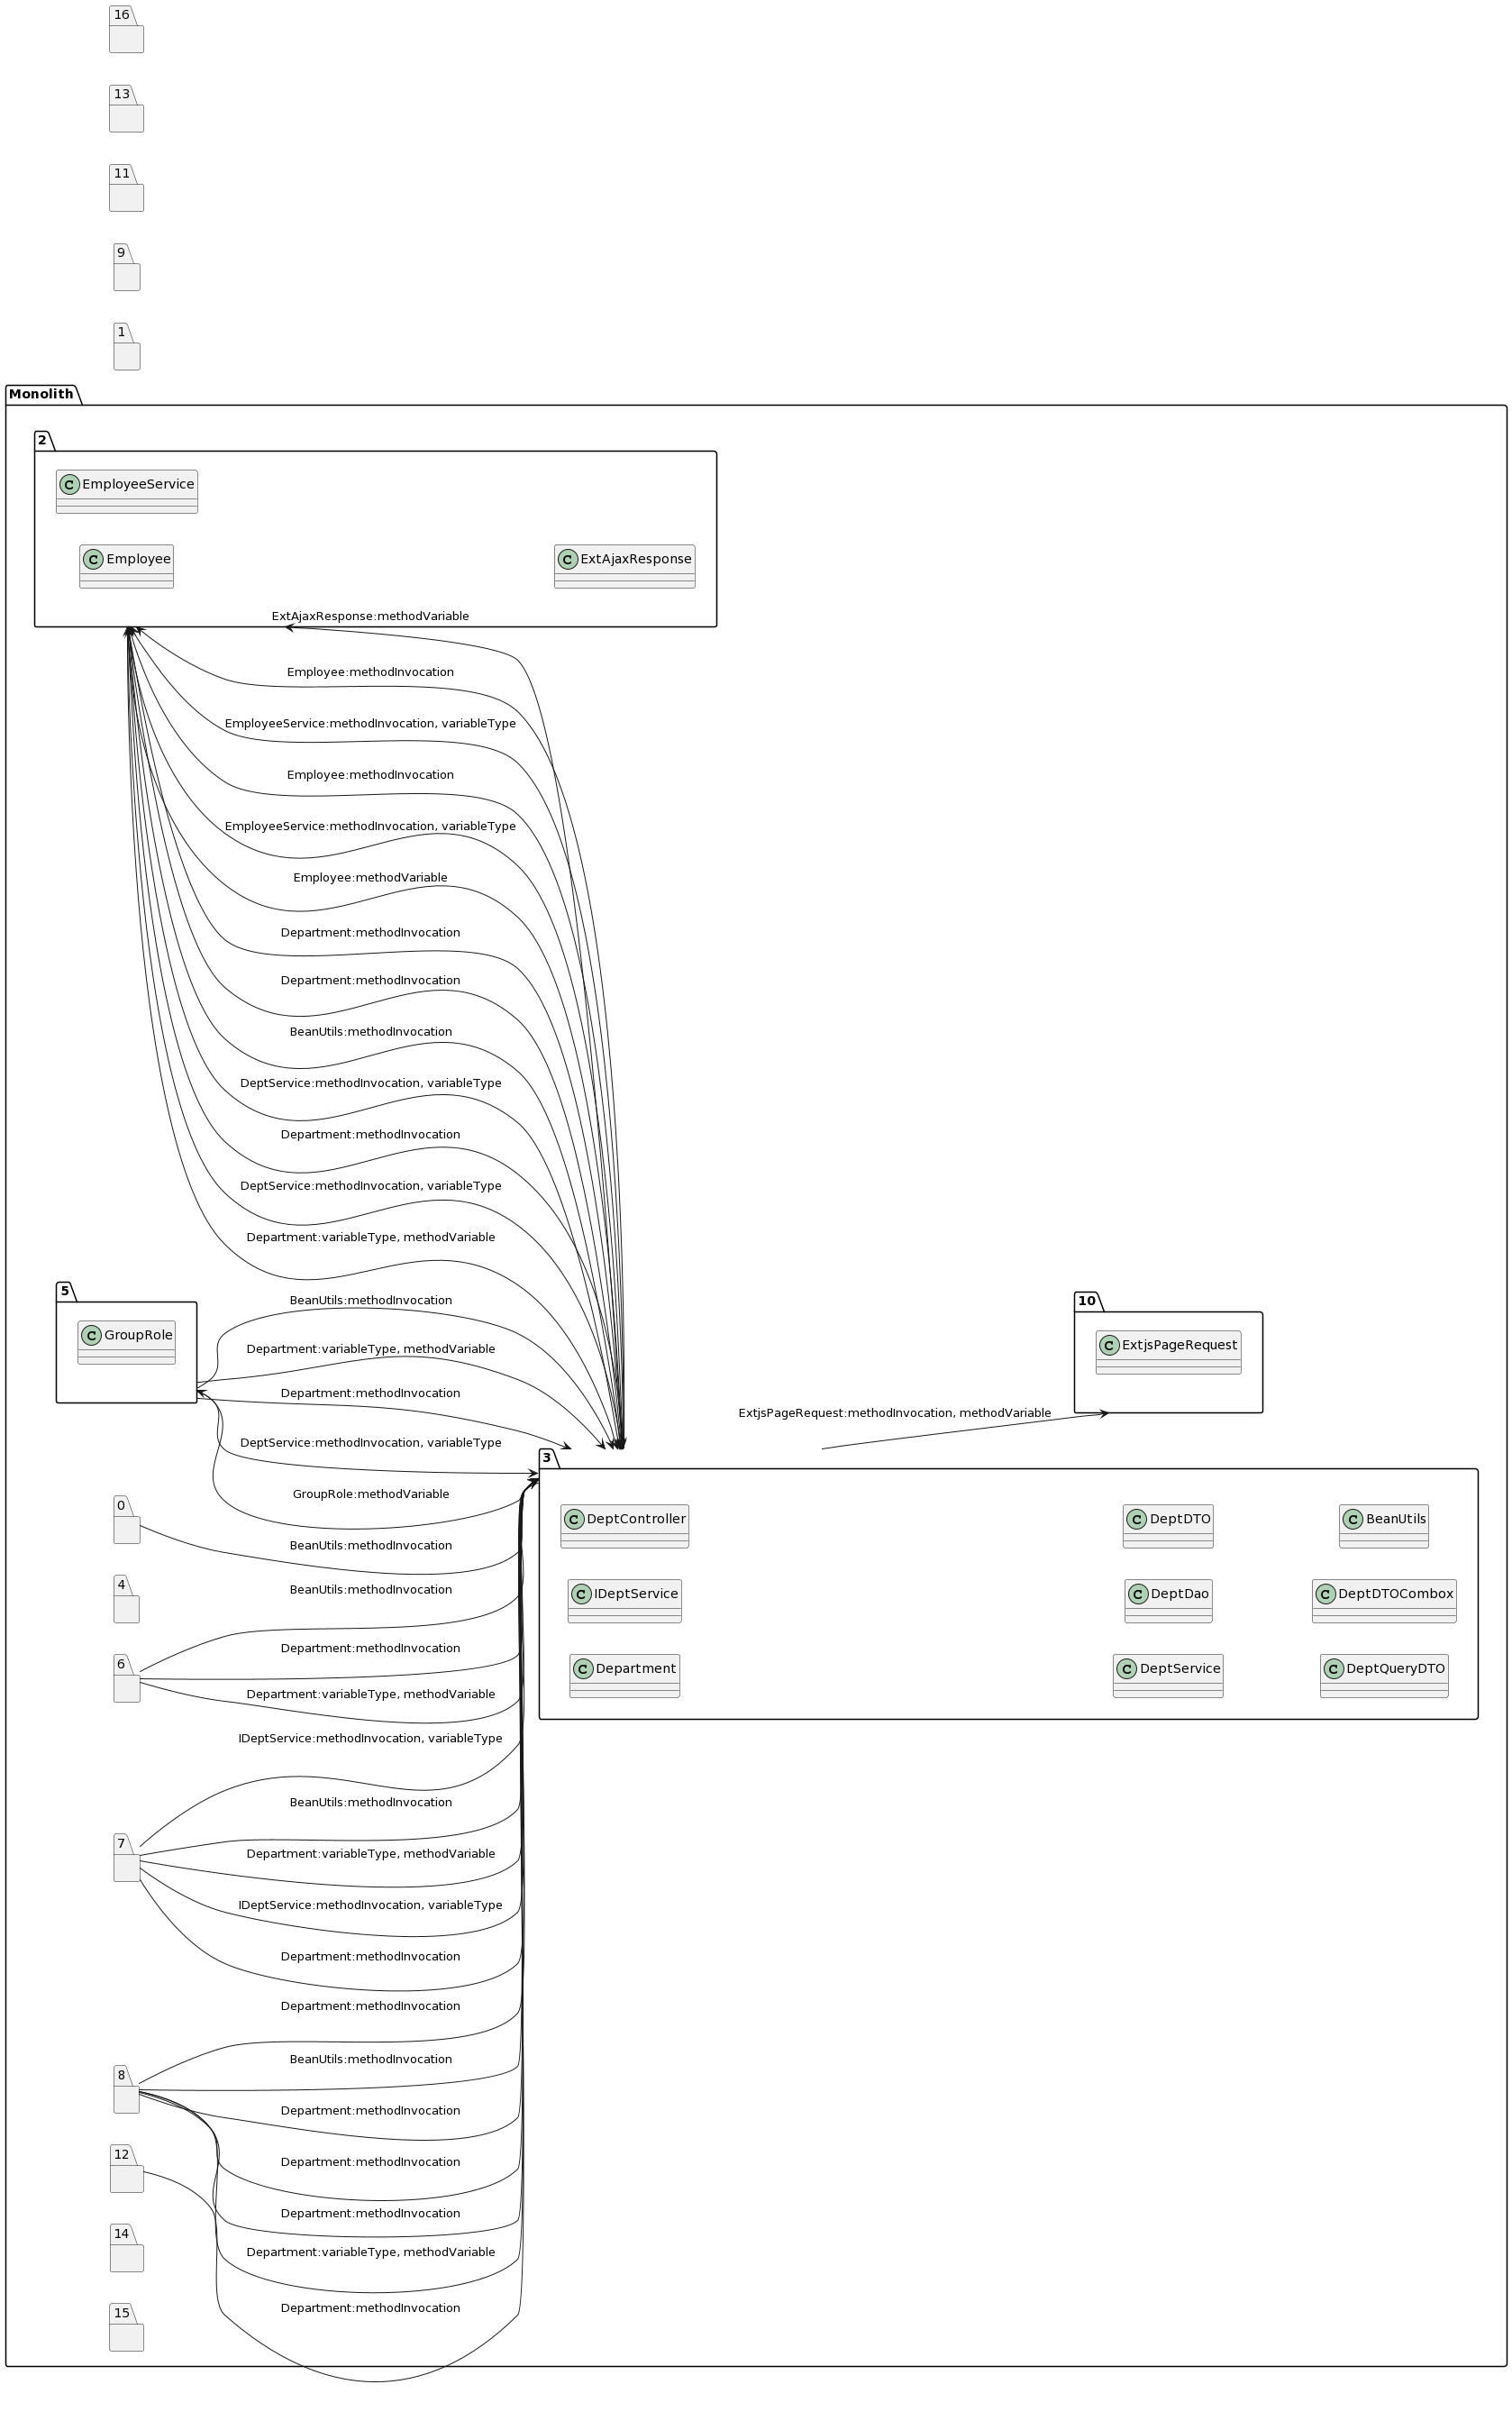 16
13
11
9
1
Monolith
2
C EmployeeService
C Employee
C ExtAjaxResponse
ExtAjaxResponse:methodVariable
Employee:methodInvocation
EmployeeService:methodInvocation, variableType
Employee:methodInvocation
EmployeeService:methodInvocation, variableType
Employee:methodVariable
Department:methodInvocation
Department:methodInvocation
BeanUtils:methodInvocation
DeptService:methodInvocation, variableType
Department:methodInvocation
DeptService:methodInvocation, variableType
Department:variableType, methodVariable
5
C GroupRole
BeanUtils:methodInvocation
Department:variableType, methodVariable
Department:methodInvocation
DeptService:methodInvocation, variableType
GroupRole:methodVariable
10
C ExtjsPageRequest
ExtjsPageRequest:methodInvocation, methodVariable
3
C DeptController
C DeptDTO
C BeanUtils
C IDeptService
C DeptDao
C DeptDTOCombox
C Department
C DeptService
C DeptQueryDTO
0
BeanUtils:methodInvocation
4
BeanUtils:methodInvocation
6
Department:methodInvocation
Department:variableType, methodVariable
IDeptService:methodInvocation, variableType
7
BeanUtils:methodInvocation
Department:variableType, methodVariable
IDeptService:methodInvocation, variableType
Department:methodInvocation
Department:methodInvocation
8
BeanUtils:methodInvocation
Department:methodInvocation
12
Department:methodInvocation
Department:methodInvocation
14
Department:variableType, methodVariable
15
Department:methodInvocation